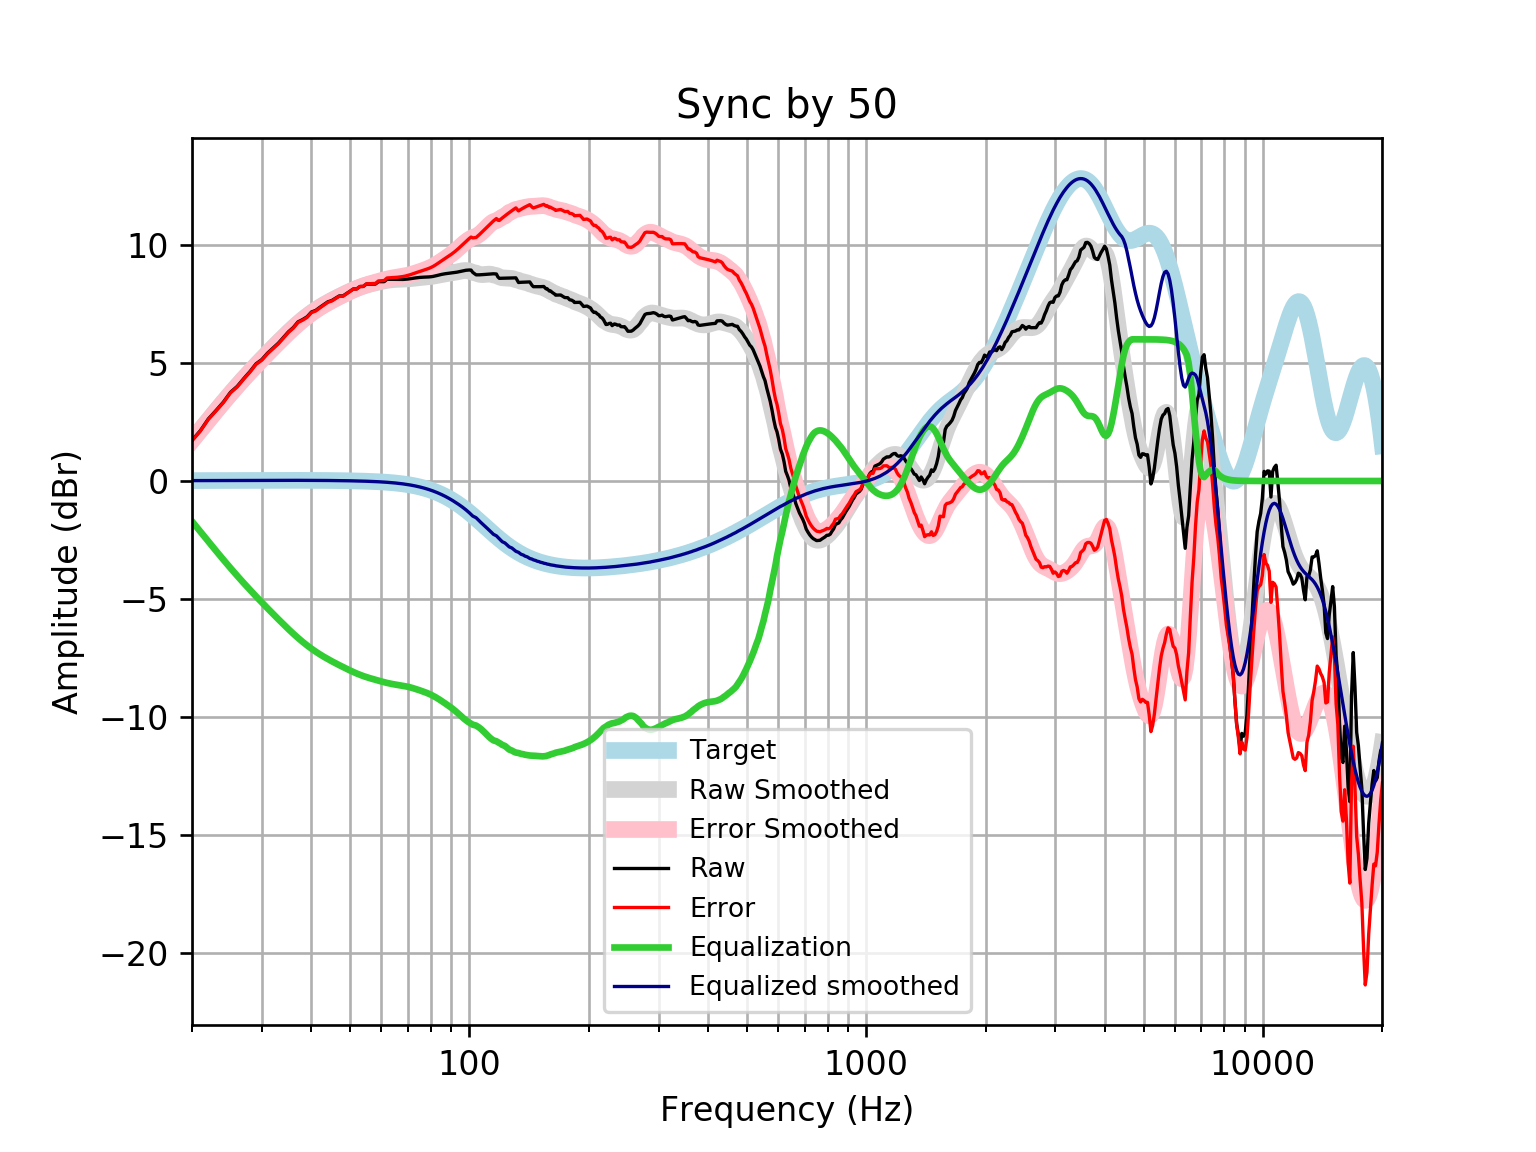 Sync by 50
Amplitude (dBr)
10
5
0
−5
−10
−15
−20
Target
Raw Smoothed
Error Smoothed
Raw
Error
Equalization
Equalized smoothed
100
1000
10000
Frequency (Hz)